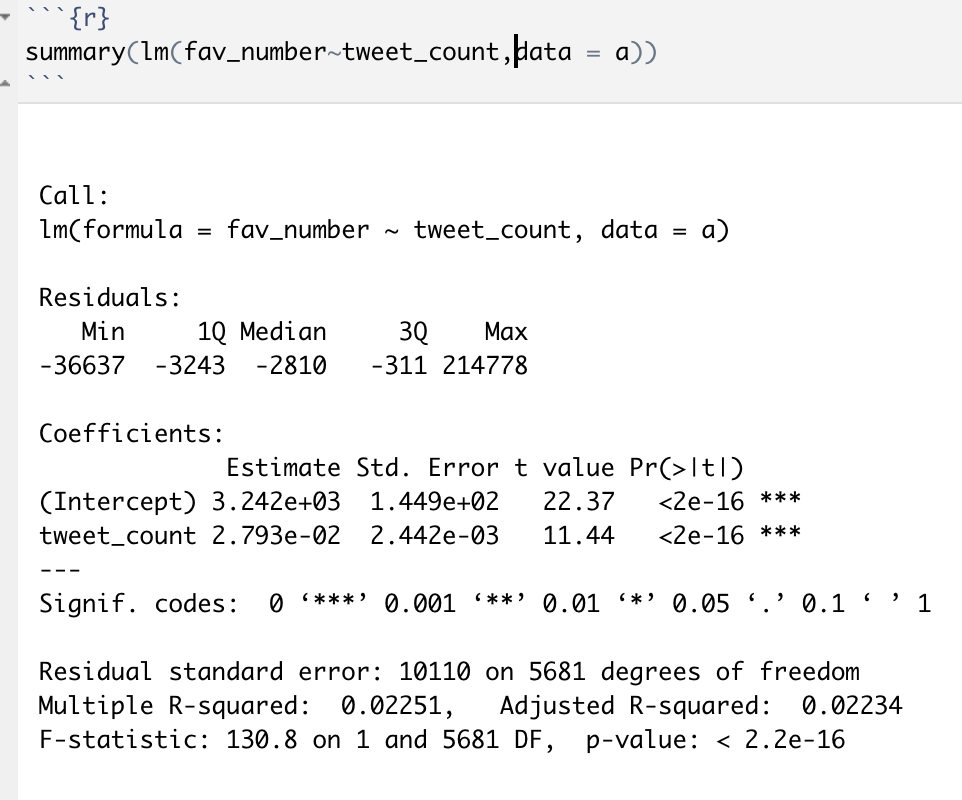 ```{r}
summary(lm(fav_number~tweet_count,data = a))
```
Call:
lm(formula = fav_number ~ tweet_count, data = a)
Residuals:
   Min     1Q Median     3Q    Max
-36637  -3243  -2810   -311 214778
Coefficients:
             Estimate Std. Error t value Pr(>|t|)
(Intercept) 3.242e+03  1.449e+02   22.37   <2e-16 ***
tweet_count 2.793e-02  2.442e-03   11.44   <2e-16 ***
---
Signif. codes:  0 ‘***’ 0.001 ‘**’ 0.01 ‘*’ 0.05 ‘.’ 0.1 ‘ ’ 1
Residual standard error: 10110 on 5681 degrees of freedom
Multiple R-squared:  0.02251,   Adjusted R-squared:  0.02234
F-statistic: 130.8 on 1 and 5681 DF,  p-value: < 2.2e-16